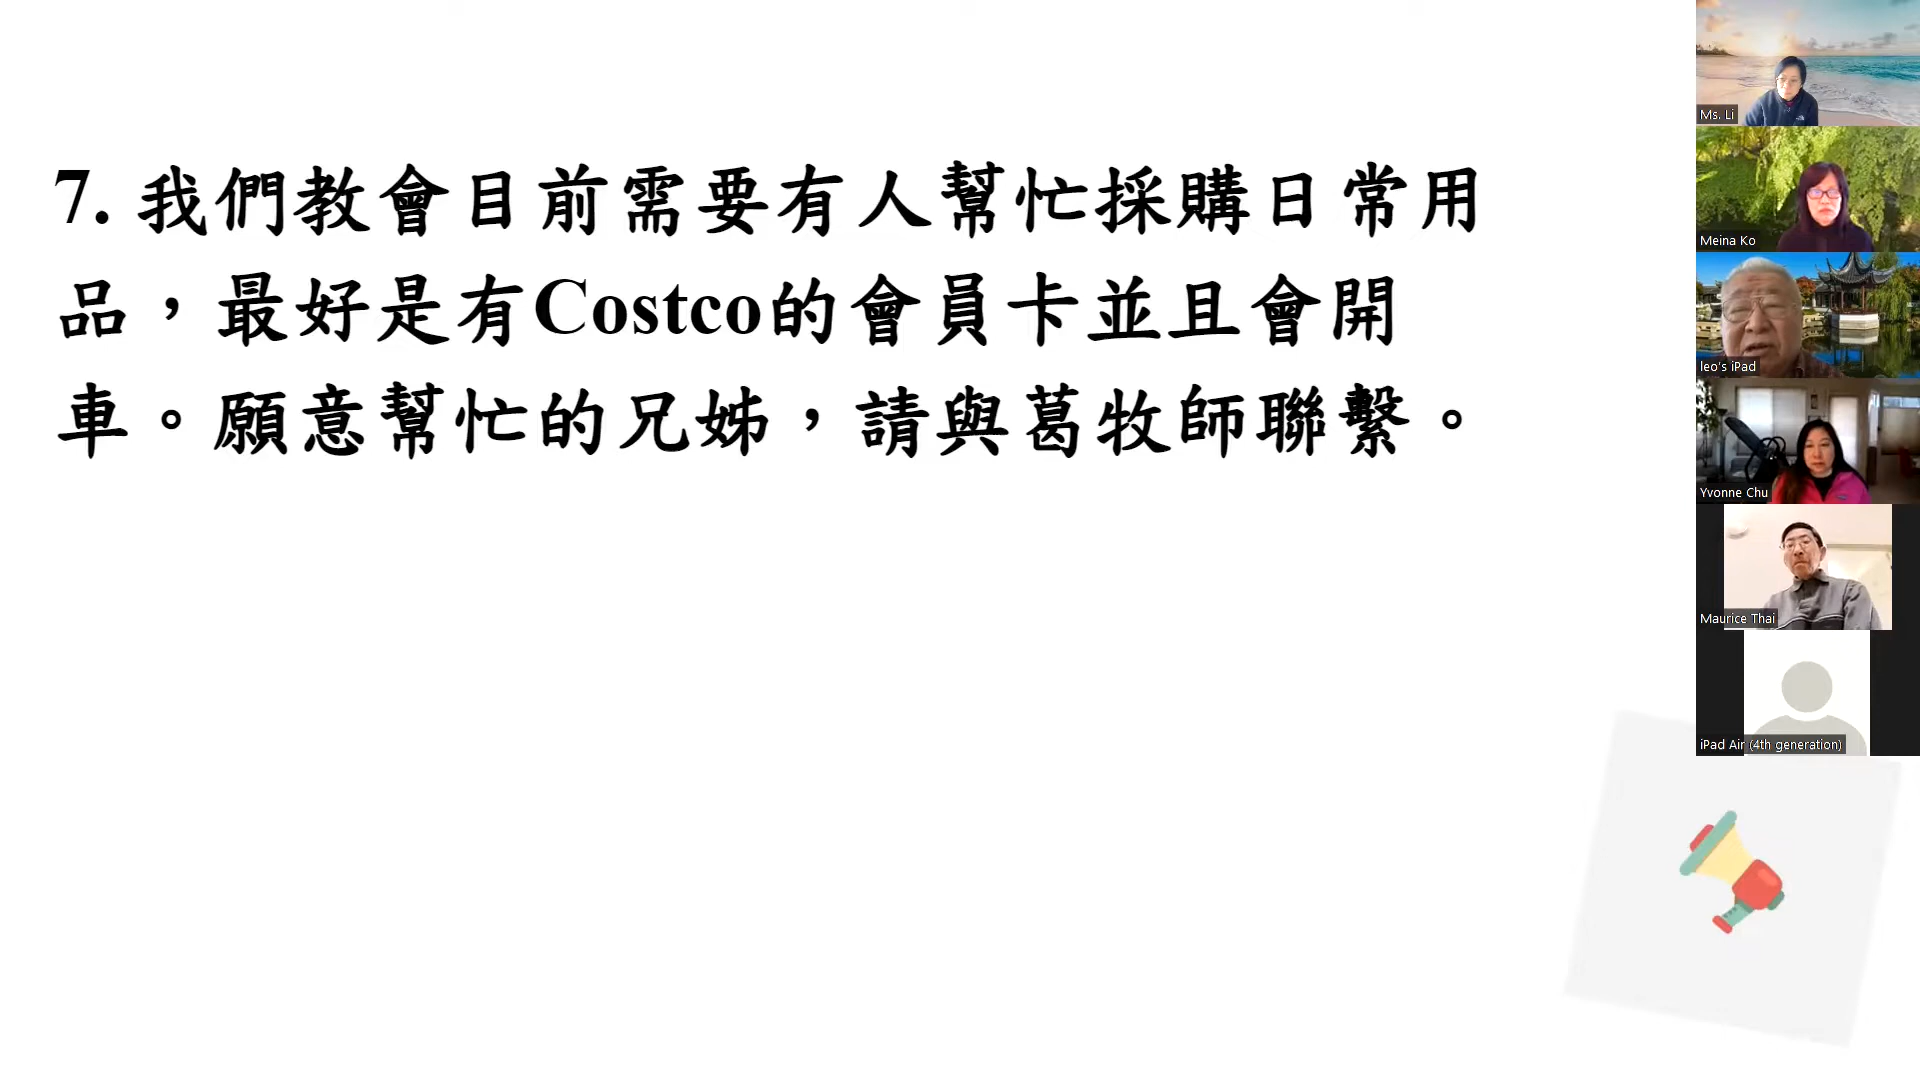 7. 我們教會目前需要有人幫忙採購日常用
品，最好是有Costco的會員卡並且會開
車。願意幫忙的兄姊，請與葛牧師聯繫。
Ms. Li
Meina Ko
leo's iPad
Yvonne Chu
Maurice Thai
iPad Air (4th generation)